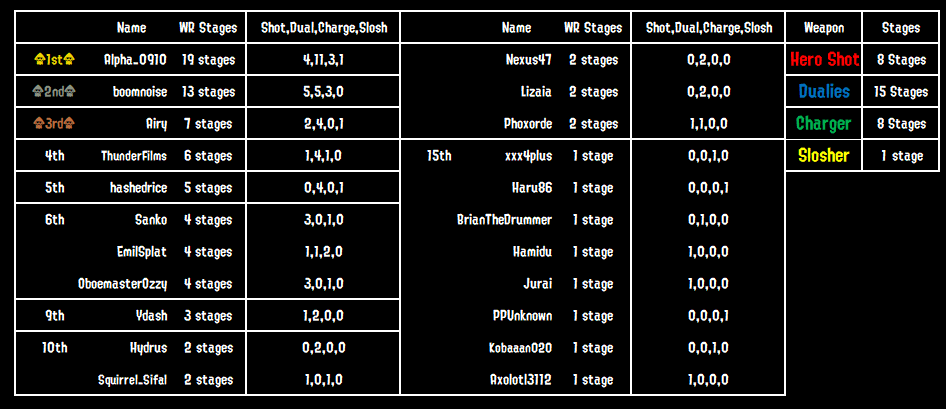 Name WR Stages Shot,Dual,Charge,Slosh Name WR Stages Shot,Dual,Charge,Slosh Weapon Stages
1st Alpha_0910 19 stages 4,11,3,1 Nexus47 2 stages 0,2,0,0 Hero Shot 8 Stages
2nd boomnoise 13 stages 5,5,3,0 Lizaia 2 stages 0,2,0,0 Dualies 15 Stages
3rd Airy 7 stages 2,4,0,1 Phoxorde 2 stages 1,1,0,0 Charger 8 Stages
4th ThunderFilms 6 stages 1,4,1,0 15th xxx4plus 1 stage 0,0,1,0 Slosher 1 stage
5th hashedrice 5 stages 0,4,0,1 Haru86 1 stage 0,0,0,1
6th Sanko 4 stages 3,0,1,0 BrianTheDrummer 1 stage 0,1,0,0
EmilSplat 4 stages 1,1,2,0 Hamidu 1 stage 1,0,0,0
OboemasterOzzy 4 stages 3,0,1,0 Jurai 1 stage 1,0,0,0
9th Ydash 3 stages 1,2,0,0 PPUnknown 1 stage 0,0,0,1
10th Hydrus 2 stages 0,2,0,0 Kobaaan020 1 stage 0,0,1,0
Squirrel_Sifal 2 stages 1,0,1,0 Axolotl3112 1 stage 1,0,0,0